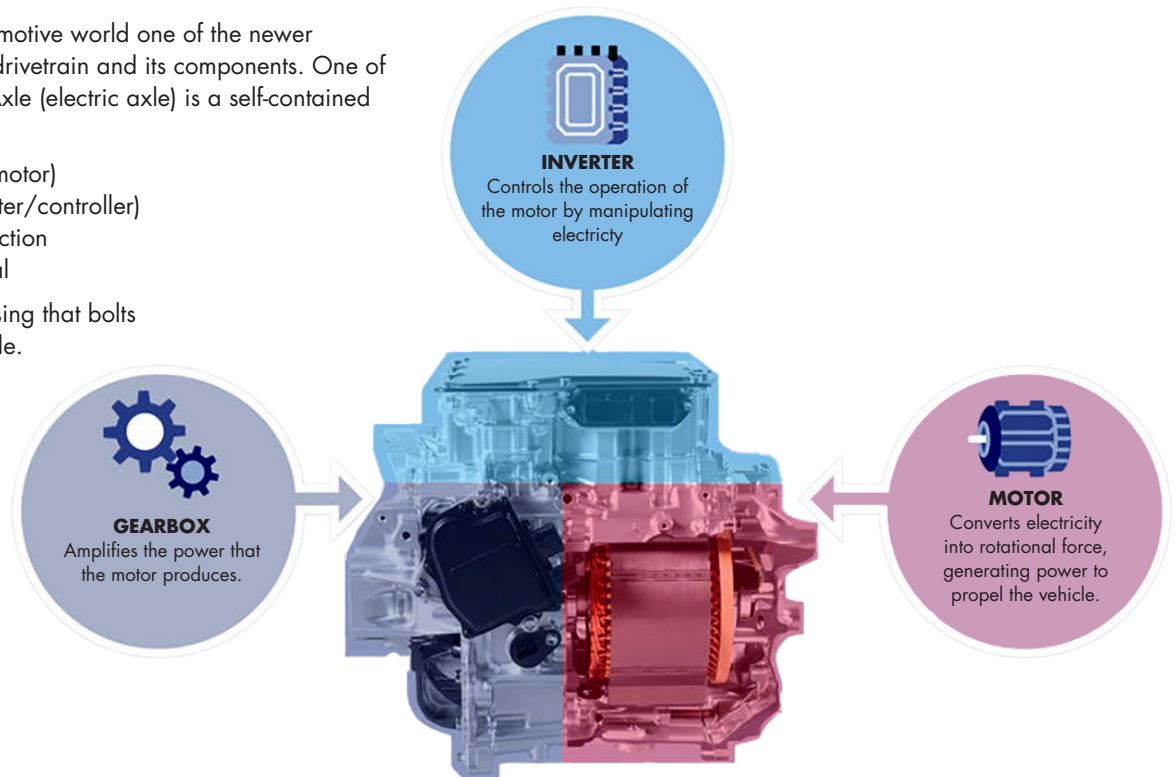 motive world one of the newer
drivetrain and its components. One of
Axle (electric axle) is a self-contained
motor)
ter/controller)
ction
al
sing that bolts
le.
INVERTER
Controls the operation of
the motor by manipulating
electricty
GEARBOX
Amplifies the power that
the motor produces.
MOTOR
Converts electricity
into rotational force,
generating power to
propel the vehicle.